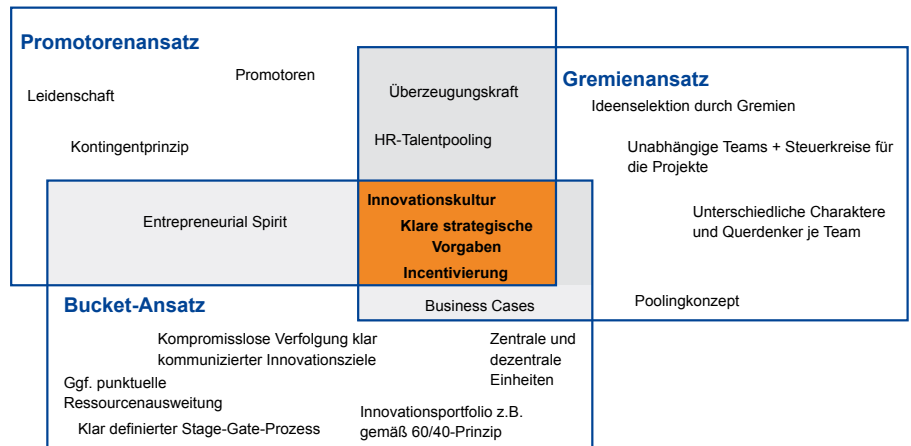 Promotorenansatz
Promotoren
Leidenschaft
Kontingentprinzip
Überzeugungskraft
HR-Talentpooling
Gremienansatz
Ideenselektion durch Gremien
Unabhängige Teams + Steuerkreise für
die Projekte
Unterschiedliche Charaktere
und Querdenker je Team
Poolingkonzept
Entrepreneurial Spirit
Innovationskultur
Klare strategische
Vorgaben
Incentivierung
Business Cases
Bucket-Ansatz
Kompromisslose Verfolgung klar
kommunizierter Innovationsziele
Zentrale und
dezentrale
Einheiten
Ggf. punktuelle
Ressourcenausweitung
Klar definierter Stage-Gate-Prozess
Innovationsportfolio z.B.
gemäß 60/40-Prinzip